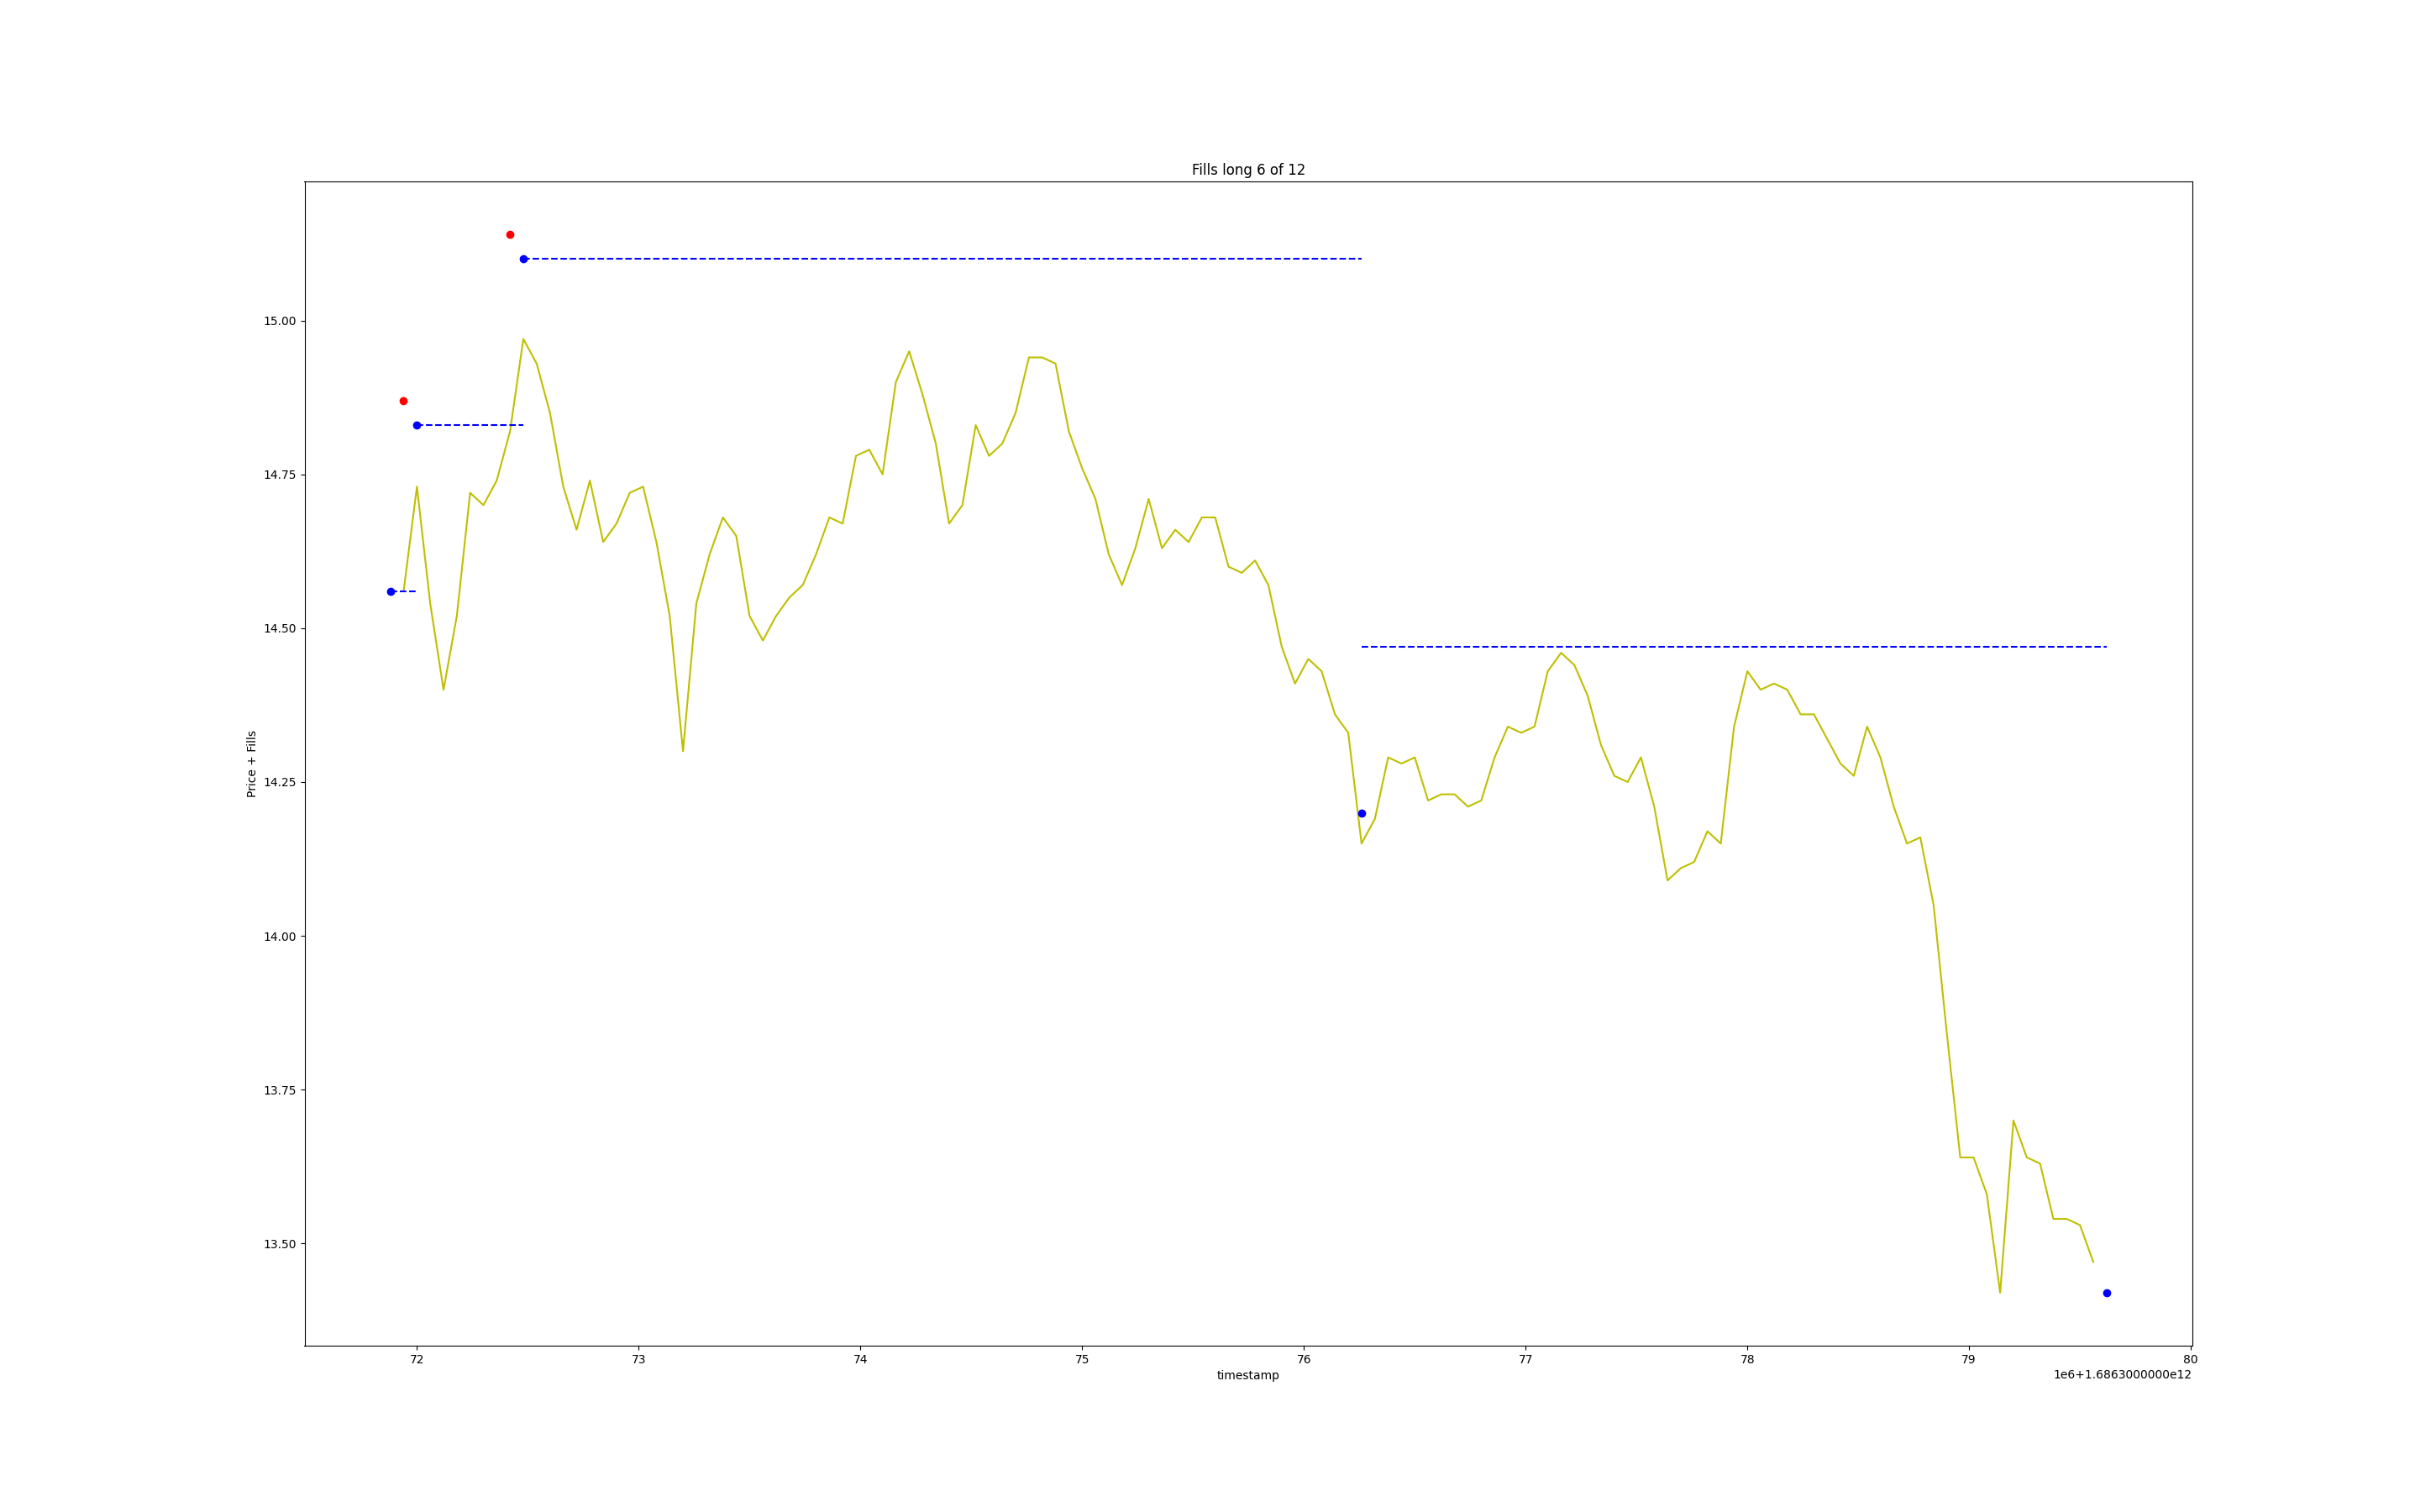 Fills long 6 of 12
Price + Fills
15.00
14.75
14.50
14.25
14.00
13.75
13.50
72 73 74 75 76 77 78 79 80
timestamp
1e6+1.6863000000e12